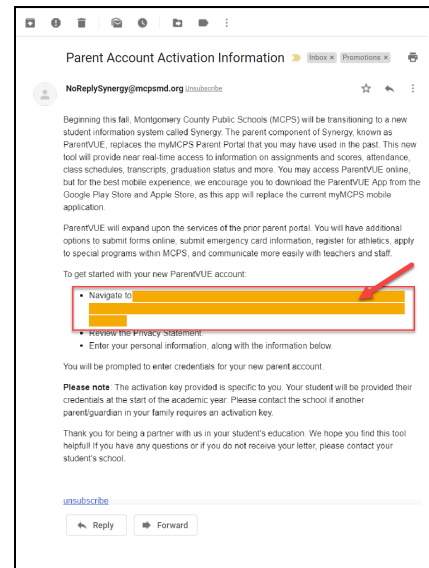 Parent Account Activation Information
Inbox ×
Promotions ×
NoReplySynergy@mcpsmd.org Unsubscribe
Beginning this fall, Montgomery County Public Schools (MCPS) will be transitioning to a new
student information system called Synergy. The parent component of Synergy, known as
ParentVUE, replaces the myMCPS Parent Portal that you may have used in the past. This new
tool will provide near real-time access to information on assignments and scores, attendance,
class schedules, transcripts, graduation status and more. You may access ParentVUE online,
but for the best mobile experience, we encourage you to download the ParentVUE App from the
Google Play Store and Apple Store, as this app will replace the current myMCPS mobile
application.
ParentVUE will expand upon the services of the prior parent portal. You will have additional
options to submit forms online, submit emergency card information, register for athletics, apply
to special programs within MCPS, and communicate more easily with teachers and staff.
To get started with your new ParentVUE account:
• Navigate to
• Review the Privacy Statement.
• Enter your personal information, along with the information below.
You will be prompted to enter credentials for your new parent account.
Please note: The activation key provided is specific to you. Your student will be provided their
credentials at the start of the academic year. Please contact the school if another
parent/guardian in your family requires an activation key.
Thank you for being a partner with us in your student's education. We hope you find this tool
helpful! If you have any questions or if you do not receive your letter, please contact your
student's school.
unsubscribe
Reply
Forward